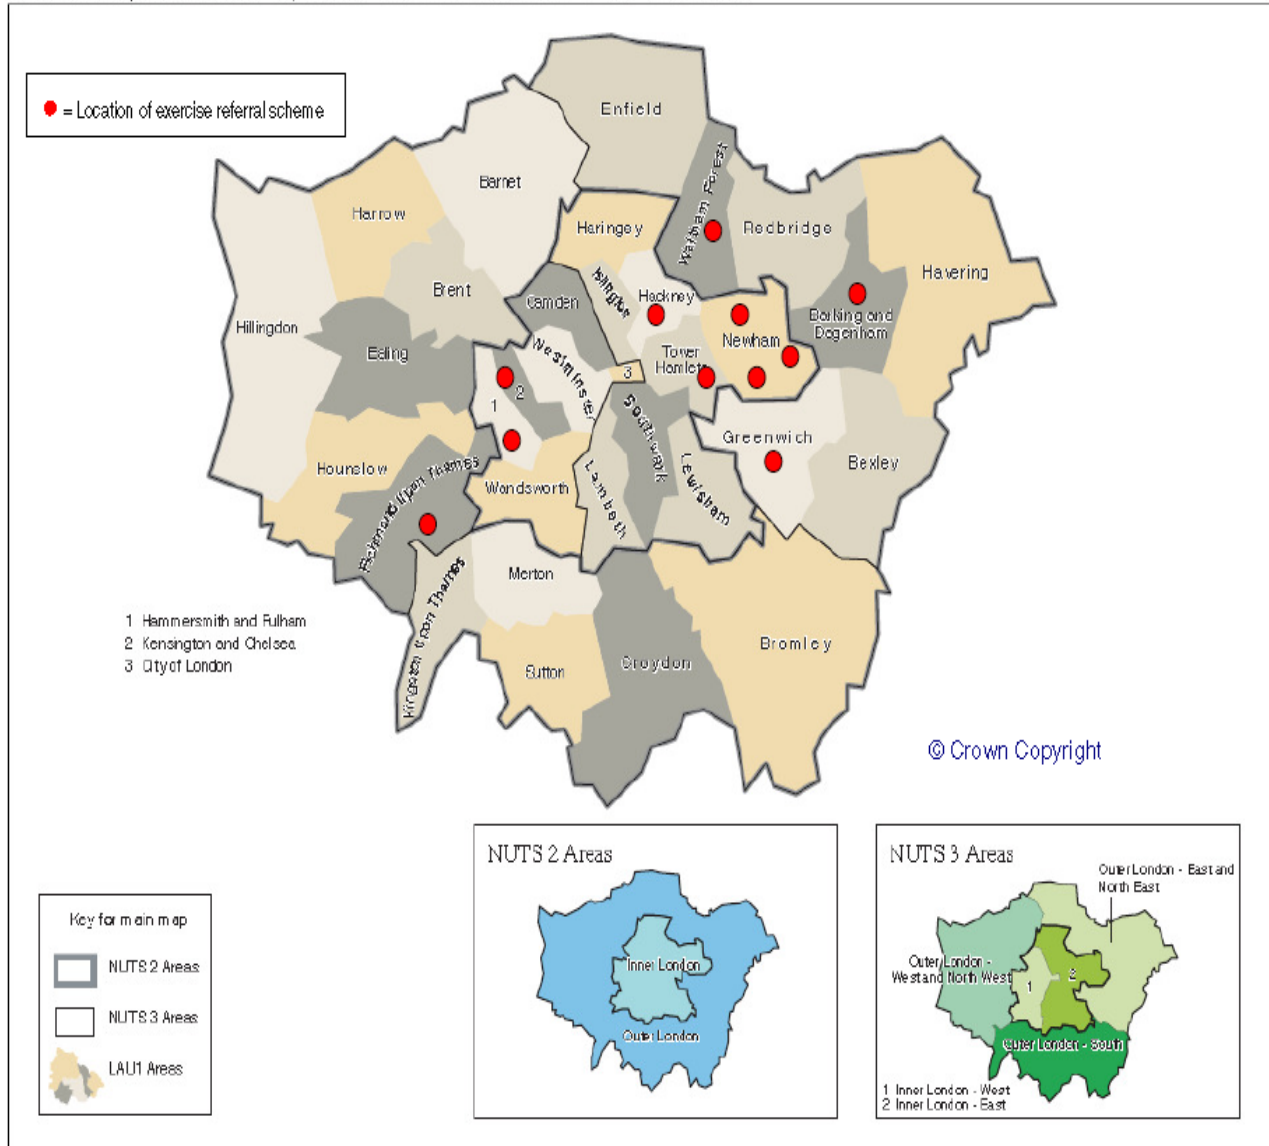 = Location of exercise referral scheme
Enfield
Barnet
Harrow
Haringey
Waltham Forest
Redbridge
Havering
Brent
Camden
Islington
Hackney
Barking and
Dagenham
Hillingdon
Ealing
Westminster
Tower
Hamlets
Newham
3
2
1
Southwark
Greenwich
Hounslow
Richmond Upon Thames
Wandsworth
Lambeth
Lewisham
Bexley
Merton
Kingston Upon Thames
1 Hammersmith and Fulham
2 Kensington and Chelsea
3 City of London
Sutton
Croydon
Bromley
© Crown Copyright
Key for main map
NUTS 2 Areas
NUTS 3 Areas
LAU1 Areas
NUTS 2 Areas
Inner London
Outer London
NUTS 3 Areas
Outer London - East and
North East
Outer London -
West and North West
1
2
Outer London - South
1 Inner London - West
2 Inner London - East